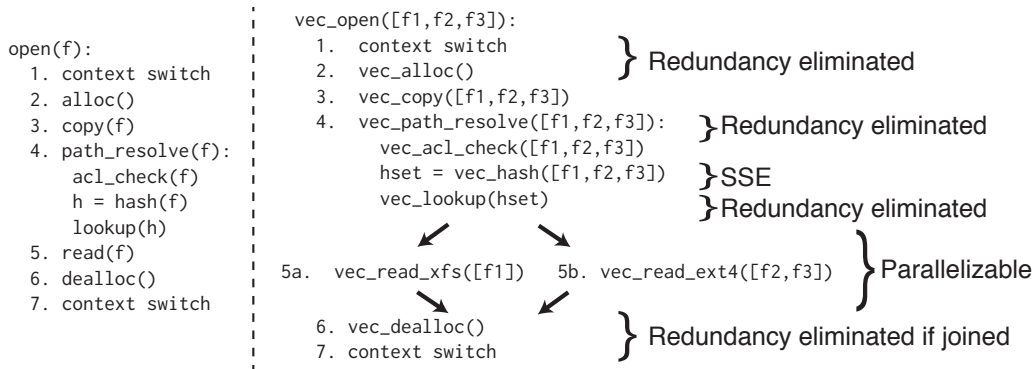 open(f):
1. context switch
2. alloc()
3. copy(f)
4. path_resolve(f):
acl_check(f)
h = hash(f)
lookup(h)
5. read(f)
6. dealloc()
7. context switch
vec_open([f1,f2,f3]):
1. context switch
2. vec_alloc()
Redundancy eliminated
3. vec_copy([f1,f2,f3])
4. vec_path_resolve([f1,f2,f3]):
Redundancy eliminated
vec_acl_check([f1,f2,f3])
hset = vec_hash([f1,f2,f3])
SSE
vec_lookup(hset)
Redundancy eliminated
5a. vec_read_xfs([f1]) 5b. vec_read_ext4([f2,f3])
Parallelizable
6. vec_dealloc()
7. context switch
Redundancy eliminated if joined